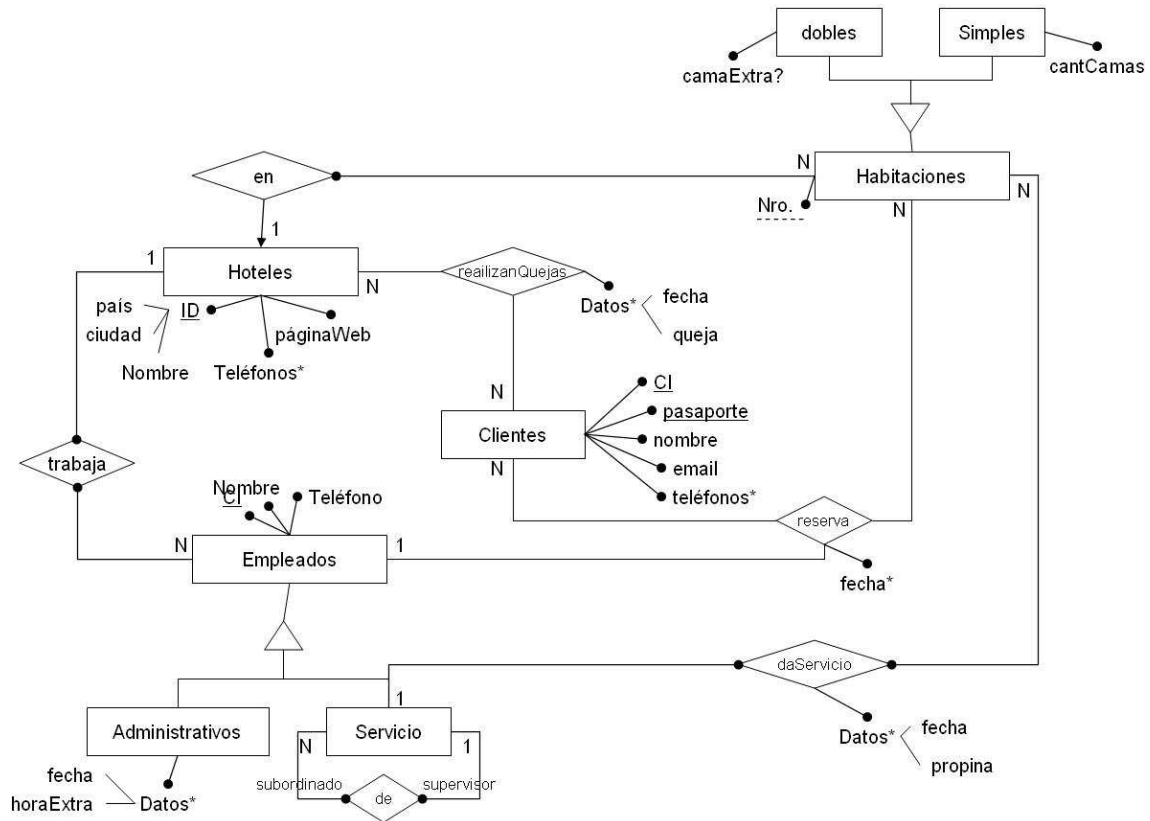 dobles
Simples
camaExtra?
cantCamas
en
N
Habitaciones
N
Nro.
N
1
1
Hoteles
N
reailizanQuejas
país
ciudad
Nombre
ID
páginaWeb
Teléfonos*
Datos*
fecha
queja
N
Clientes
N
CI
pasaporte
nombre
email
teléfonos*
trabaja
Nombre
CI
Teléfono
N
Empleados
1
reserva
fecha*
daServicio
Datos*
fecha
propina
Administrativos
1
Servicio
N
1
subordinado
supervisor
de
fecha
horaExtra
Datos*